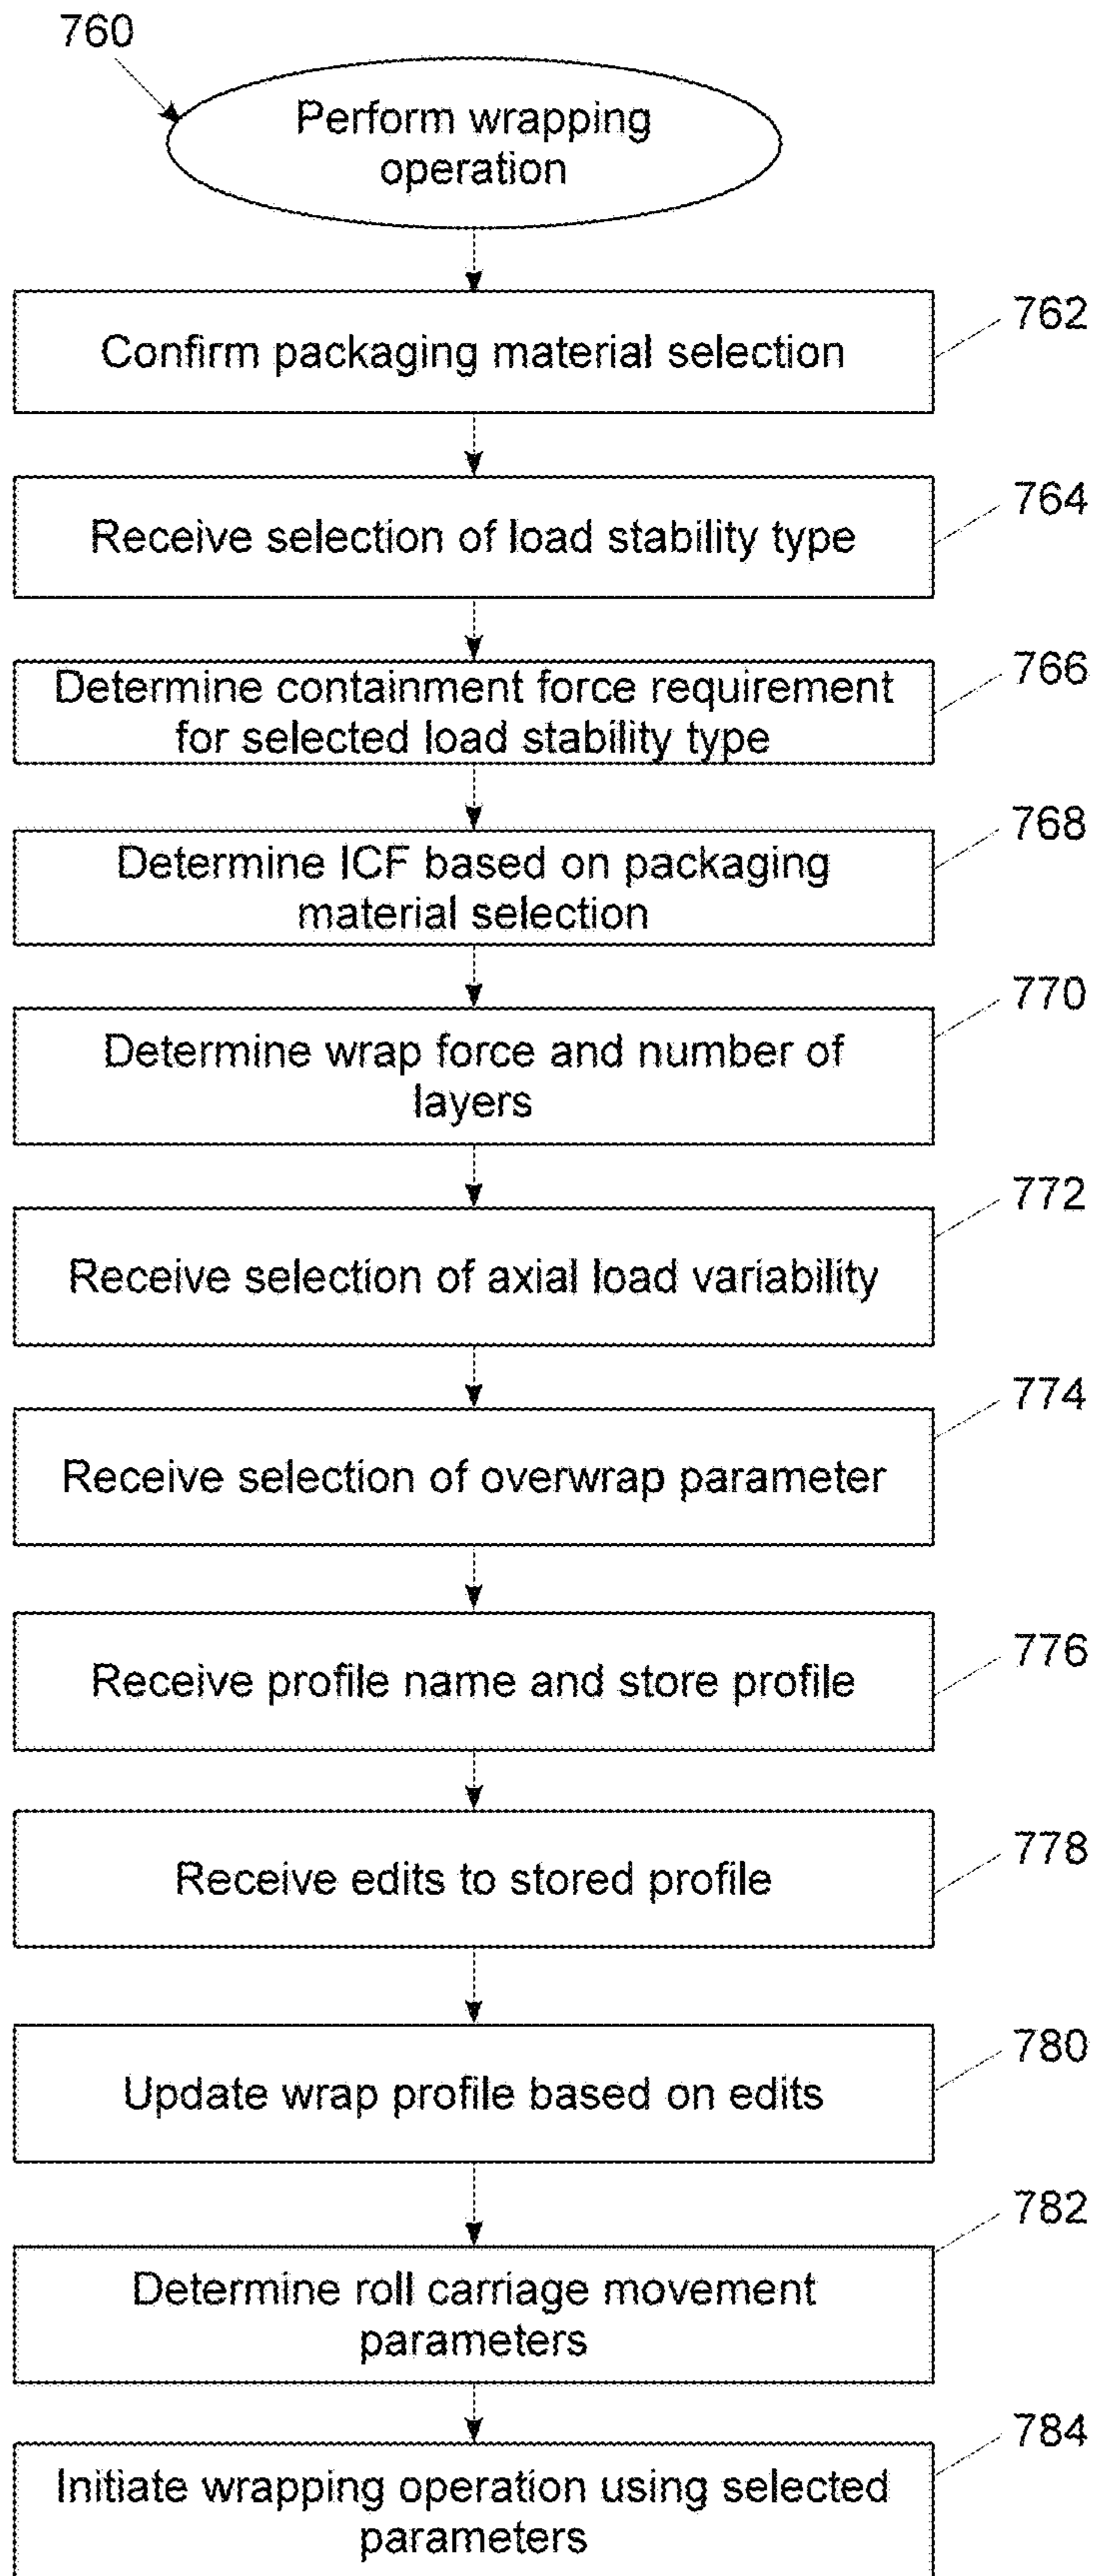 760
Perform wrapping
operation
762
Confirm packaging material selection
764
Receive selection of load stability type
766
Determine containment force requirement
for selected load stability type
768
Determine ICF based on packaging
material selection
770
Determine wrap force and number of
layers
772
Receive selection of axial load variability
774
Receive selection of overwrap parameter
776
Receive profile name and store profile
778
Receive edits to stored profile
780
Update wrap profile based on edits
782
Determine roll carriage movement
parameters
784
Initiate wrapping operation using selected
parameters